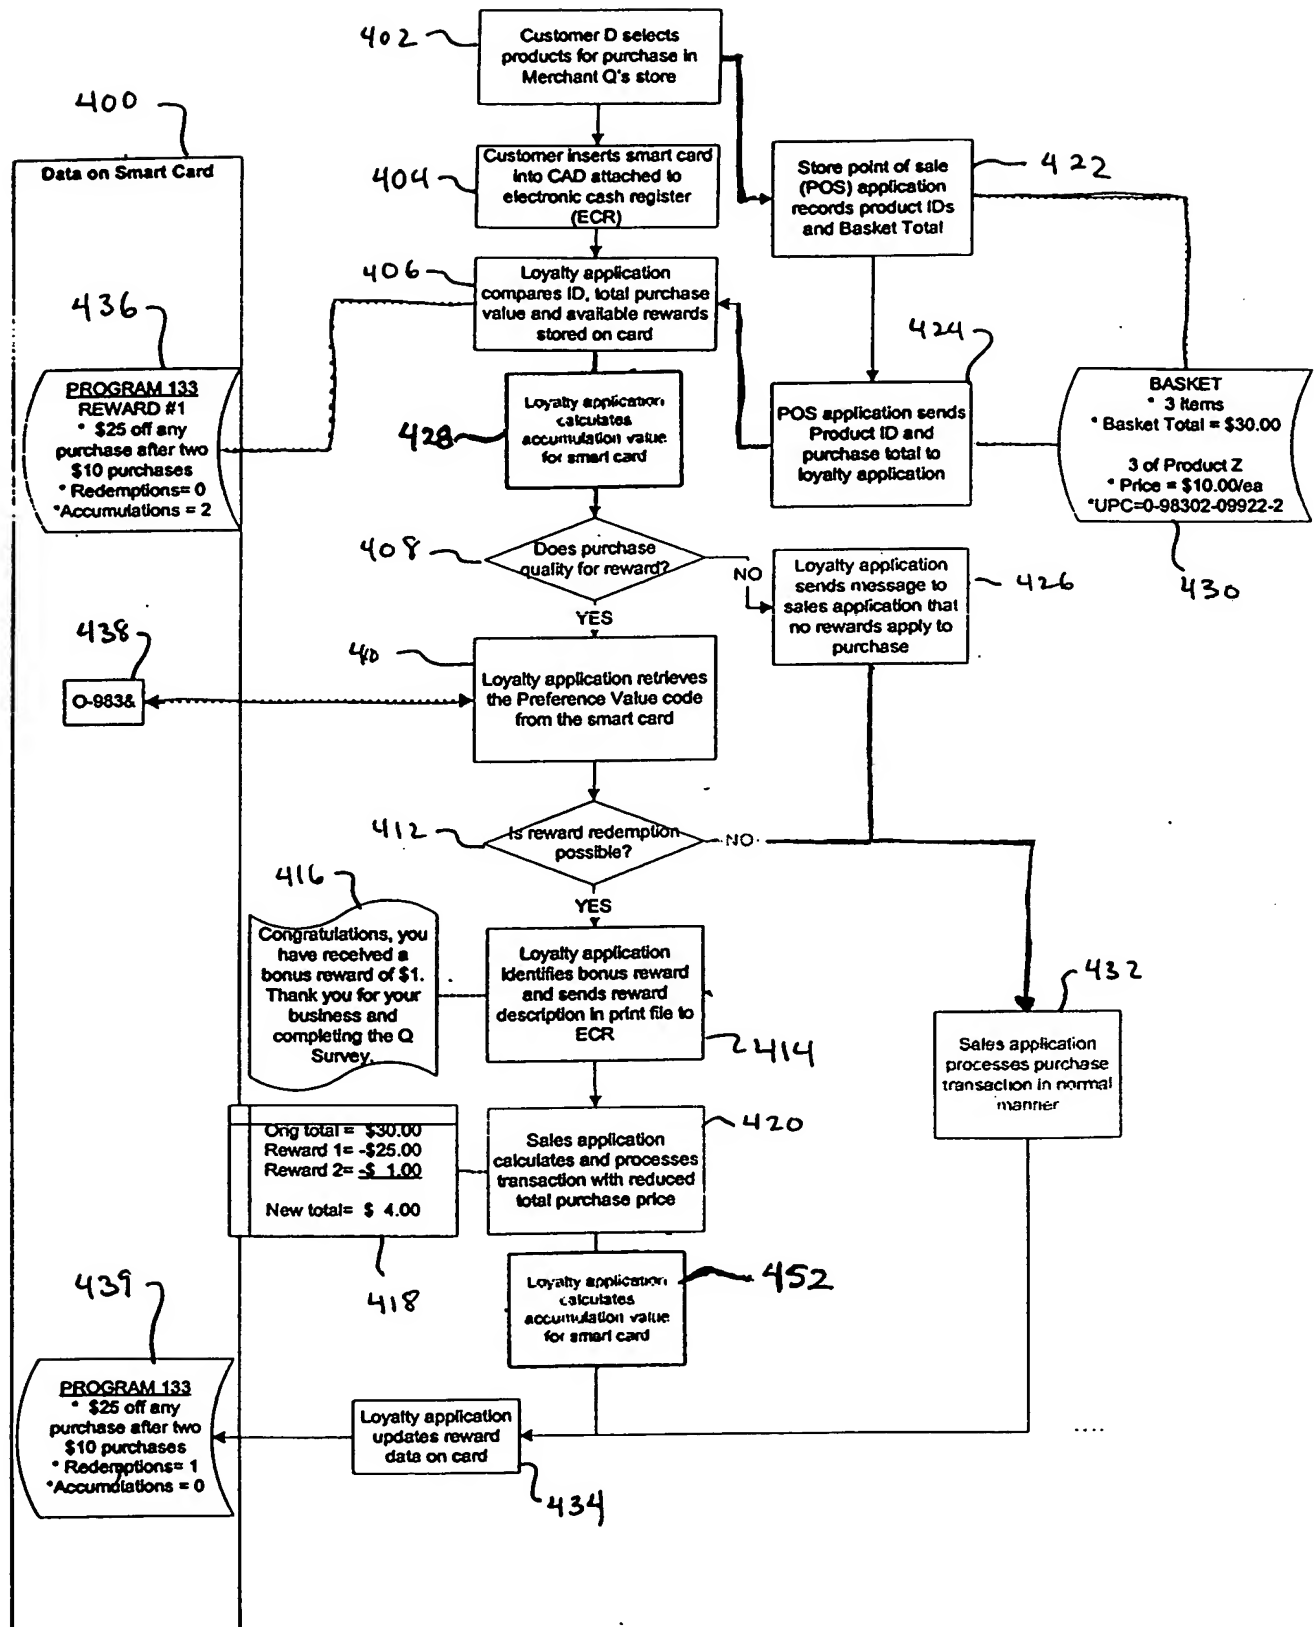 402
Customer D selects
products for purchase in
Merchant Q's store
400
Data on Smart Card
404
Customer inserts smart card
into CAD attached to
electronic cash register
(ECR)
Store point of sale
(POS) application
records product IDs
and Basket Total
422
406
Loyalty application
compares ID, total purchase
value and available rewards
stored on card
436
PROGRAM 133
REWARD #1
* $25 off any
purchase after two
$10 purchases
* Redemptions= 0
*Accumulations = 2
424
POS application sends
Product ID and
purchase total to
loyalty application
BASKET
* 3 Items
* Basket Total = $30.00
3 of Product Z
* Price = $10.00/ea
*UPC=0-98302-09922-2
430
428
Loyalty application
calculates
accumulation value
for smart card
408
Does purchase
quality for reward?
NO
YES
Loyalty application
sends message to
sales application that
no rewards apply to
purchase
426
438
O-983&
410
Loyalty application retrieves
the Preference Value code
from the smart card
412
Is reward redemption
possible?
NO
YES
416
Congratulations, you
have received a
bonus reward of $1.
Thank you for your
business and
completing the Q
Survey.
Loyalty application
identifies bonus reward
and sends reward
description in print file to
ECR
414
432
Sales application
processes purchase
transaction in normal
manner
Orig total = $30.00
Reward 1= -$25.00
Reward 2= -$ 1.00
New total= $ 4.00
418
Sales application
calculates and processes
transaction with reduced
total purchase price
420
Loyalty application
calculates
accumulation value
for smart card
452
439
PROGRAM 133
* $25 off any
purchase after two
$10 purchases
* Redemptions= 1
*Accumulations = 0
Loyalty application
updates reward
data on card
434
....